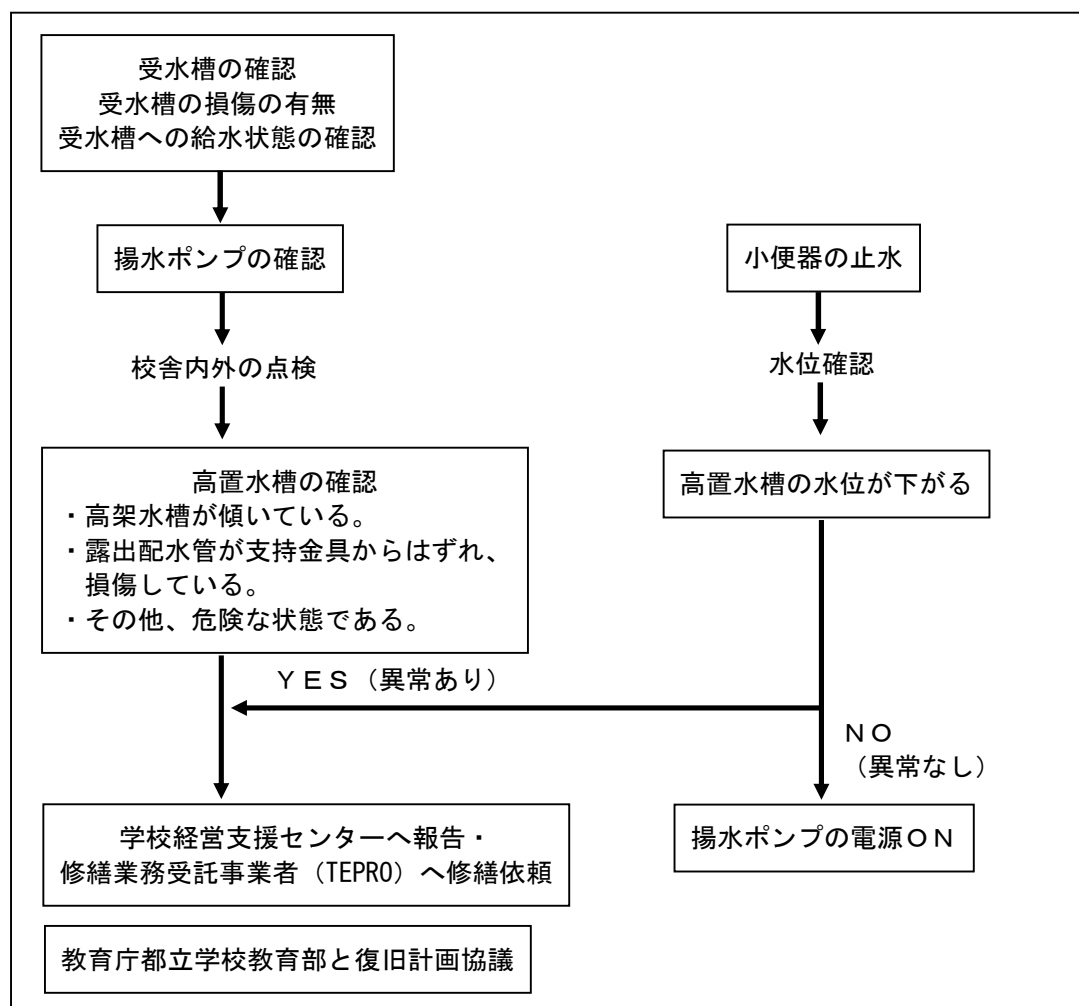 受水槽の確認
受水槽の損傷の有無
受水槽への給水状態の確認
揚水ポンプの確認
校舎内外の点検
高置水槽の確認
・高架水槽が傾いている。
・露出配水管が支持金具からはずれ、
損傷している。
・その他、危険な状態である。
小便器の止水
水位確認
高置水槽の水位が下がる
ＹＥＳ（異常あり）
ＮＯ
（異常なし）
学校経営支援センターへ報告・
修繕業務受託事業者（TEPRO）へ修繕依頼
揚水ポンプの電源ＯＮ
教育庁都立学校教育部と復旧計画協議